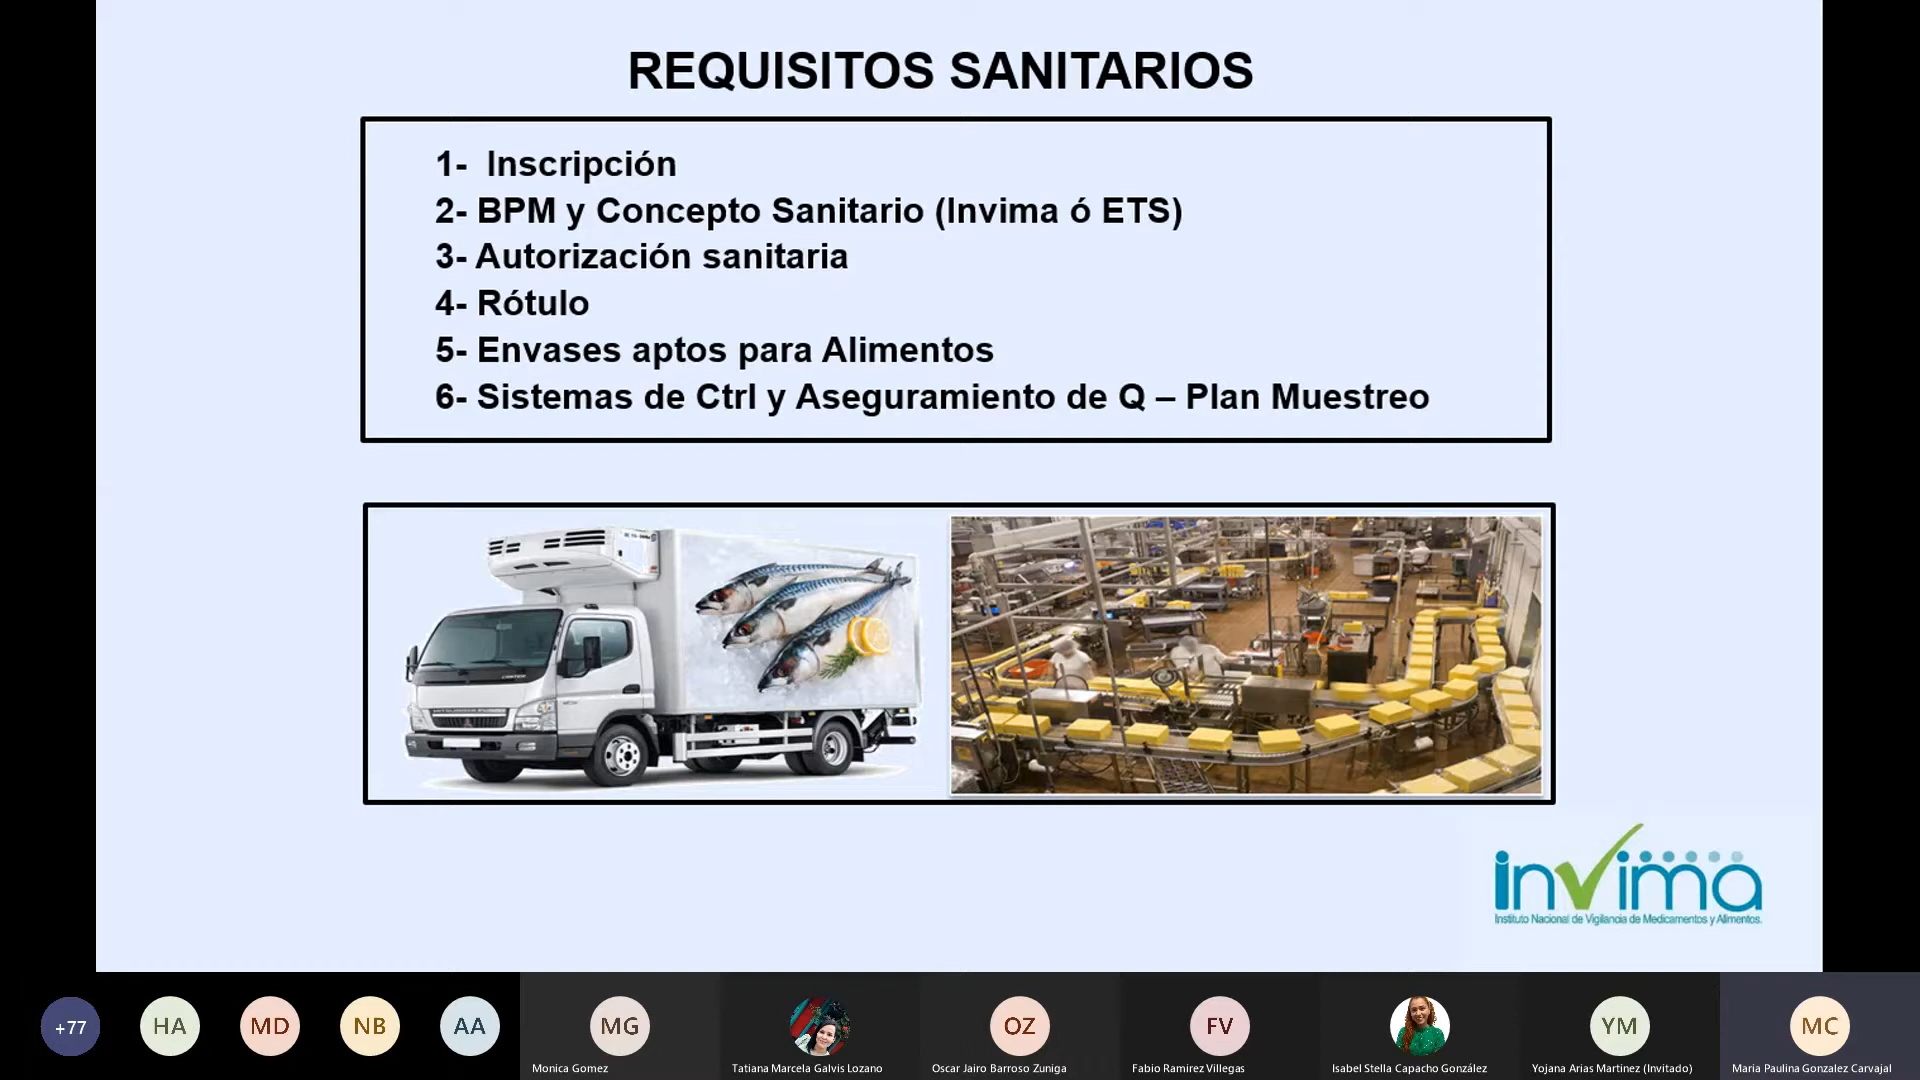 REQUISITOS SANITARIOS
1- Inscripción
2- BPM y Concepto Sanitario (Invima ó ETS)
3- Autorización sanitaria
4- Rótulo
5- Envases aptos para Alimentos
6- Sistemas de Ctrl y Aseguramiento de Q – Plan Muestreo
invima
Instituto Nacional de Vigilancia de Medicamentos y Alimentos.
+77
HA
MD
NB
AA
MG
OZ
FV
YM
MC
Monica Gomez
Tatiana Marcela Galvis Lozano
Oscar Jairo Barroso Zuniga
Fabio Ramirez Villegas
Isabel Stella Capacho González
Yojana Arias Martinez (Invitado)
Maria Paulina Gonzalez Carvajal